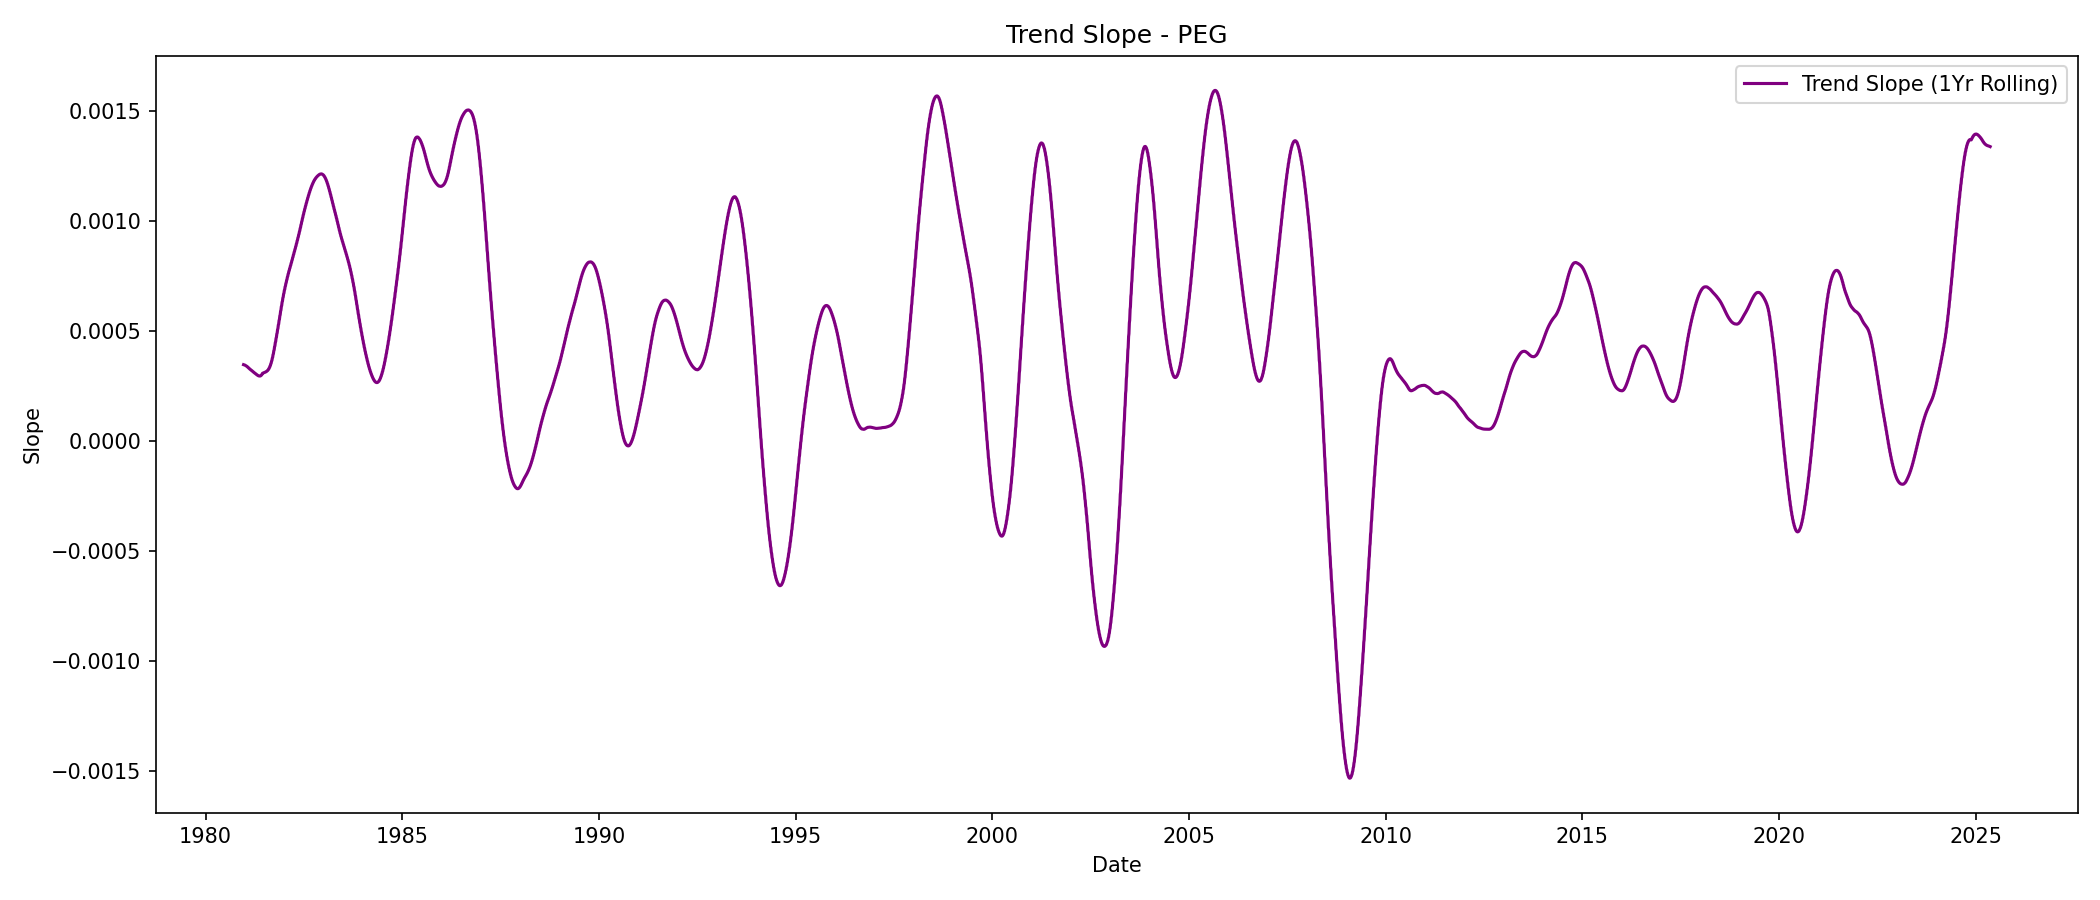 Trend Slope - PEG
Trend Slope (1Yr Rolling)
0.0015
0.0010
0.0005
0.0000
−0.0005
−0.0010
−0.0015
Slope
1980 1985 1990 1995 2000 2005 2010 2015 2020 2025
Date